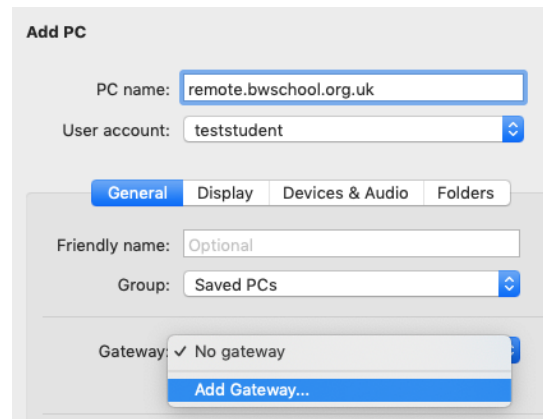 Add PC
PC name: remote.bwschool.org.uk
User account: teststudent
General Display Devices & Audio Folders
Friendly name: Optional
Group: Saved PCs
Gateway: ✓ No gateway
Add Gateway...